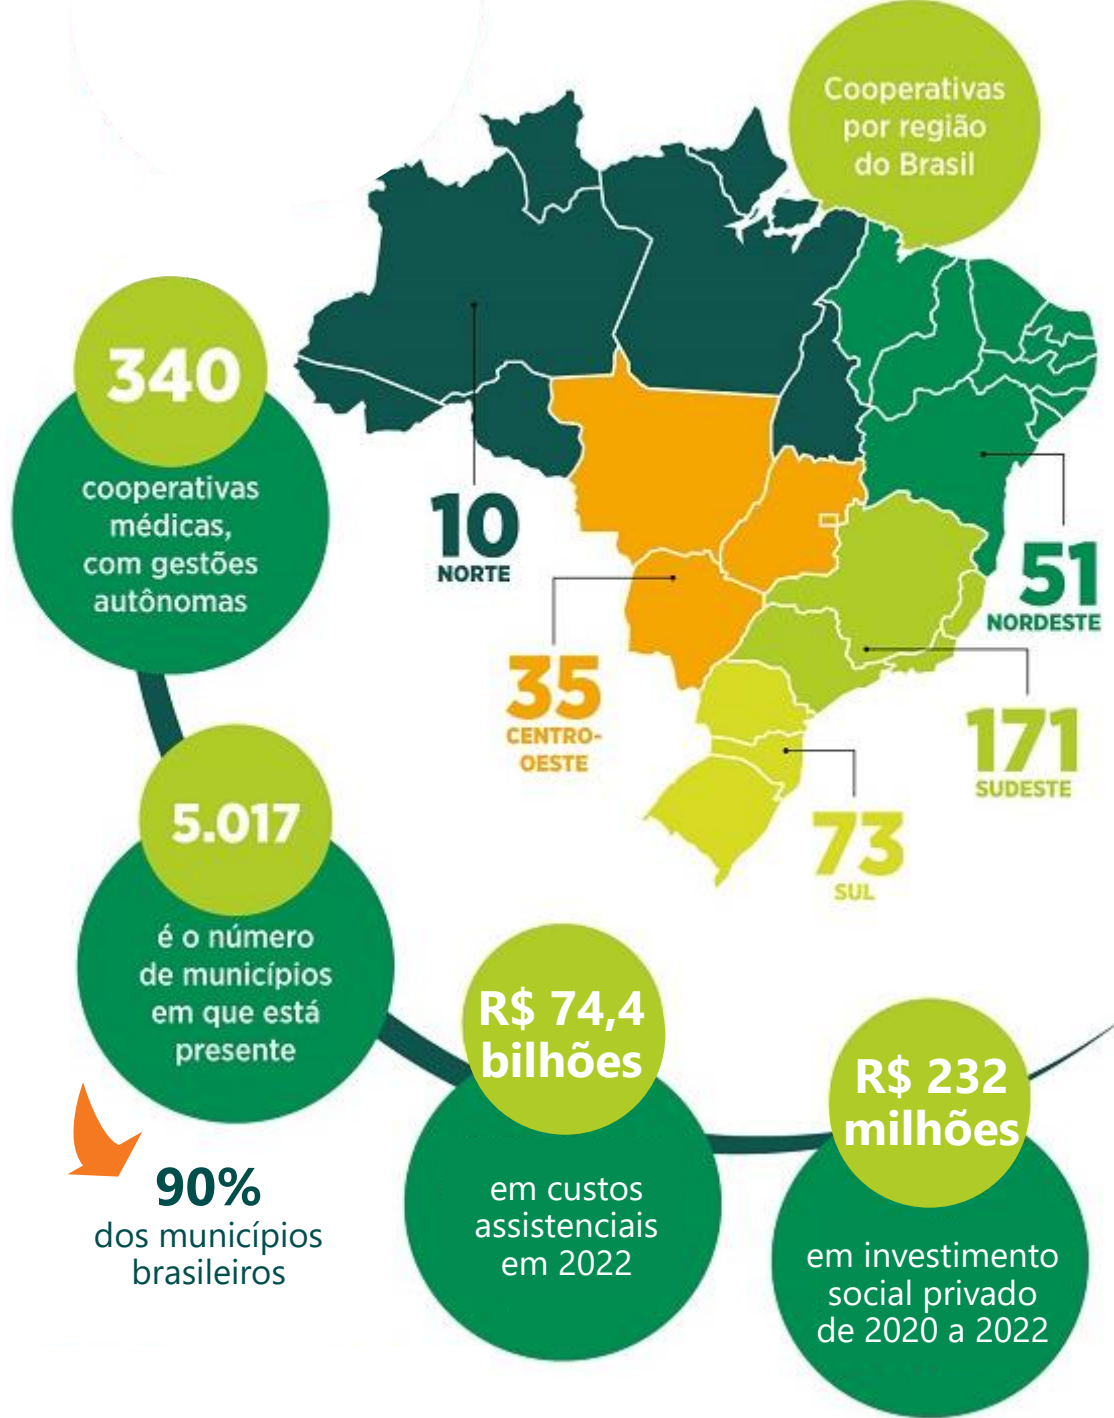 Cooperativas
por região
do Brasil
340
cooperativas
médicas,
com gestões
autônomas
10
NORTE
51
NORDESTE
35
CENTRO-
OESTE
171
SUDESTE
73
SUL
5.017
é o número
de municípios
em que está
presente
90%
dos municípios
brasileiros
R$ 74,4
bilhões
em custos
assistenciais
em 2022
R$ 232
milhões
em investimento
social privado
de 2020 a 2022